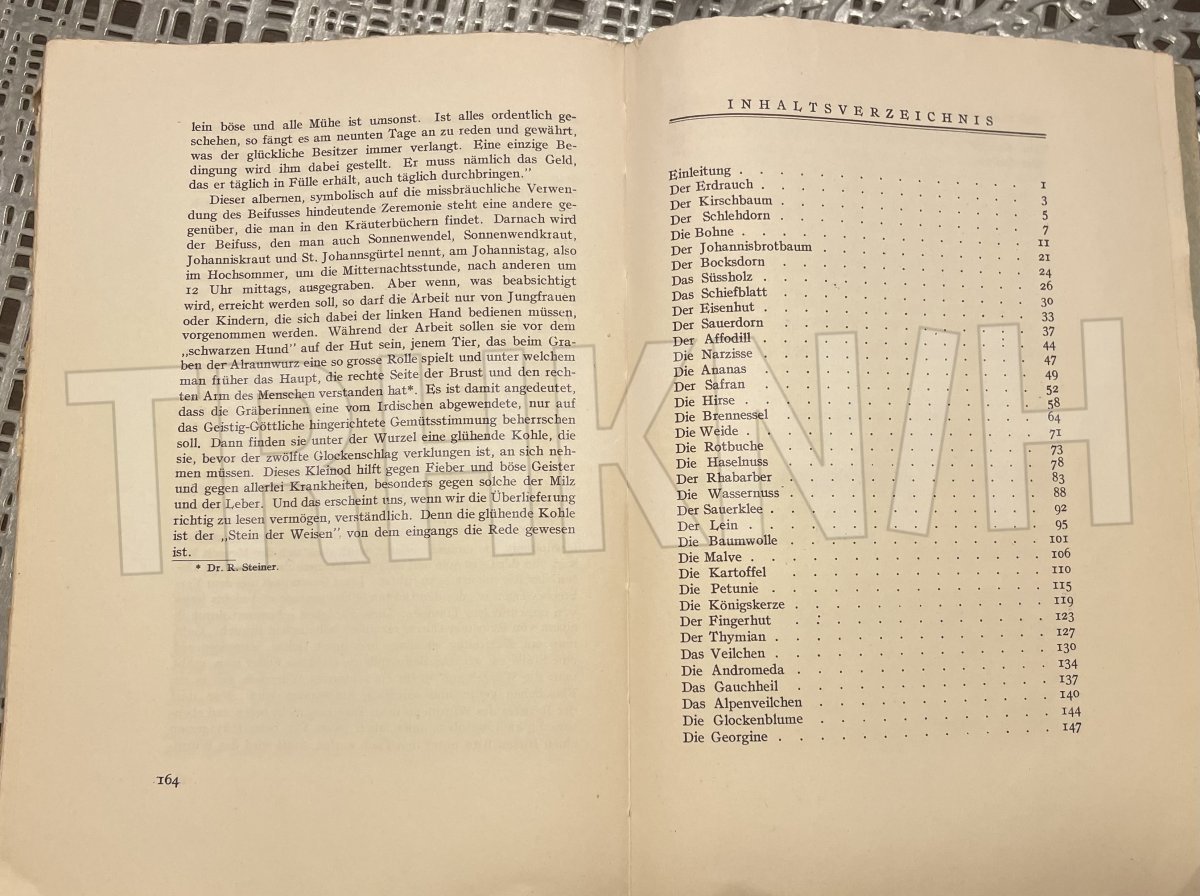 lein böse und alle Mühe ist umsonst. Ist alles ordentlich ge-
schehen, so fängt es am neunten Tage an zu reden und gewährt,
was der glückliche Besitzer immer verlangt. Eine einzige Be-
dingung wird ihm dabei gestellt. Er muss nämlich das Geld,
das er täglich in Fülle erhält, auch täglich durchbringen.”
Dieser albernen, symbolisch auf die missbräuchliche Verwen-
dung des Beifusses hindeutende Zeremonie steht eine andere ge-
genüber, die man in den Kräuterbüchern findet. Darnach wird
der Beifuss, den man auch Sonnenwendel, Sonnenwendkraut,
Johanniskraut und St. Johannsgürtel nennt, am Johannistag, also
im Hochsommer, um die Mitternachtsstunde, nach anderen um
12 Uhr mittags, ausgegraben. Aber wenn, was beabsichtigt
wird, erreicht werden soll, so darf die Arbeit nur von Jungfrauen
oder Kindern, die sich dabei der linken Hand bedienen müssen,
vorgenommen werden. Während der Arbeit sollen sie vor dem
„schwarzen Hund” auf der Hut sein, jenem Tier, das beim Gra-
ben der Alraunwurz eine so grosse Rolle spielt und unter welchem
man früher das Haupt, die rechte Seite der Brust und den rech-
ten Arm des Menschen verstanden hat*. Es ist damit angedeutet,
dass die Gräberinnen eine vom Irdischen abgewendete, nur auf
das Geistig-Göttliche hingerichtete Gemütsstimmung beherrschen
soll. Dann finden sie unter der Wurzel eine glühende Kohle, die
sie, bevor der zwölfte Glockenschlag verklungen ist, an sich neh-
men müssen. Dieses Kleinod hilft gegen Fieber und böse Geister
und gegen allerlei Krankheiten, besonders gegen solche der Milz
und der Leber. Und das erscheint uns, wenn wir die Überlieferung
richtig zu lesen vermögen, verständlich. Denn die glühende Kohle
ist der „Stein der Weisen” von dem eingangs die Rede gewesen
ist.
* Dr. R. Steiner.
164
INHALTSVERZEICHNIS
Einleitung . . . . . . . . . . . . 1
Der Erdrauch . . . . . . . . . . . . 3
Der Kirschbaum . . . . . . . . . . . . 5
Der Schlehdorn . . . . . . . . . . . . 7
Die Bohne . . . . . . . . . . . . 11
Der Johannisbrotbaum . . . . . . . . . . 21
Der Bocksdorn . . . . . . . . . . . . 24
Das Süssholz . . . . . . . . . . . . 26
Das Schiefblatt . . . . . . . . . . . . 30
Der Eisenhut . . . . . . . . . . . . 33
Der Sauerdorn . . . . . . . . . . . . 37
Der Affodill . . . . . . . . . . . . 44
Die Narzisse . . . . . . . . . . . . 47
Die Ananas . . . . . . . . . . . . 49
Der Safran . . . . . . . . . . . . 52
Die Hirse . . . . . . . . . . . . 58
Die Brennessel . . . . . . . . . . . . 64
Die Weide . . . . . . . . . . . . 71
Die Rotbuche . . . . . . . . . . . . 73
Die Haselnuss . . . . . . . . . . . . 78
Der Rhabarber . . . . . . . . . . . . 83
Die Wassernuss . . . . . . . . . . . . 88
Der Sauerklee . . . . . . . . . . . . 92
Der Lein . . . . . . . . . . . . 95
Die Baumwolle . . . . . . . . . . . . 101
Die Malve . . . . . . . . . . . . 106
Die Kartoffel . . . . . . . . . . . . 110
Die Petunie . . . . . . . . . . . . 115
Die Königskerze . . . . . . . . . . . . 119
Der Fingerhut . . . . . . . . . . . . 123
Der Thymian . . . . . . . . . . . . 127
Das Veilchen . . . . . . . . . . . . 130
Die Andromeda . . . . . . . . . . . . 134
Das Gauchheil . . . . . . . . . . . . 137
Das Alpenveilchen . . . . . . . . . . . 140
Die Glockenblume . . . . . . . . . . . 144
Die Georgine . . . . . . . . . . . . 147
TRHKN/H